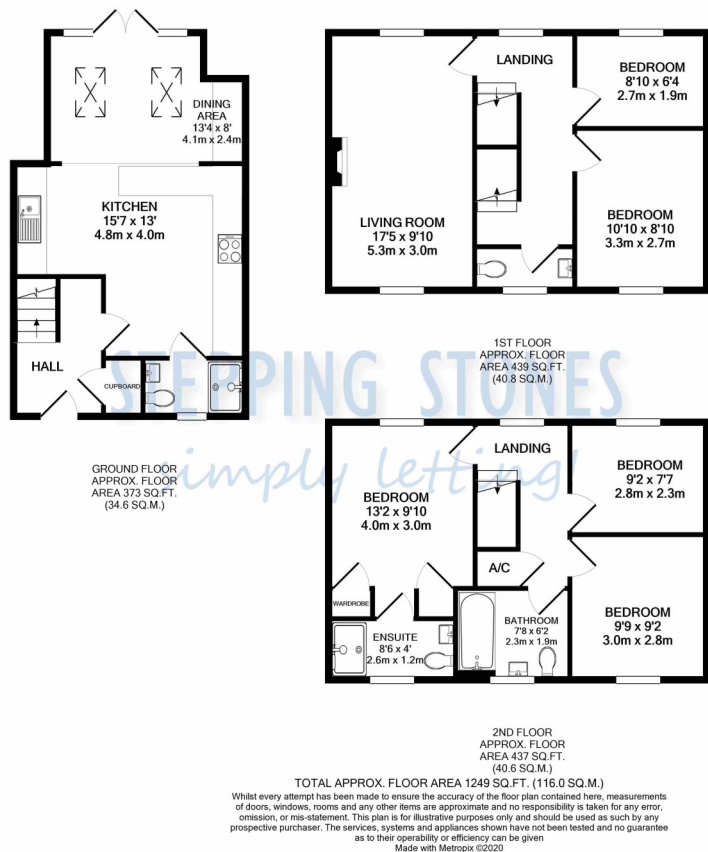 DINING
AREA
13'4 x 8'
4.1m x 2.4m
KITCHEN
15'7 x 13'
4.8m x 4.0m
HALL
CUPBOARD
GROUND FLOOR
APPROX. FLOOR
AREA 373 SQ.FT.
(34.6 SQ.M.)
LANDING
BEDROOM
8'10 x 6'4
2.7m x 1.9m
LIVING ROOM
17'5 x 9'10
5.3m x 3.0m
BEDROOM
10'10 x 8'10
3.3m x 2.7m
1ST FLOOR
APPROX. FLOOR
AREA 439 SQ.FT.
(40.8 SQ.M.)
STEPPING STONES
simply letting!
LANDING
BEDROOM
13'2 x 9'10
4.0m x 3.0m
BEDROOM
9'2 x 7'7
2.8m x 2.3m
A/C
WARDROBE
ENSUITE
8'6 x 4'
2.6m x 1.2m
BATHROOM
7'8 x 6'2
2.3m x 1.9m
BEDROOM
9'9 x 9'2
3.0m x 2.8m
2ND FLOOR
APPROX. FLOOR
AREA 437 SQ.FT.
(40.6 SQ.M.)
TOTAL APPROX. FLOOR AREA 1249 SQ.FT. (116.0 SQ.M.)
Whilst every attempt has been made to ensure the accuracy of the floor plan contained here, measurements
of doors, windows, rooms and any other items are approximate and no responsibility is taken for any error,
omission, or mis-statement. This plan is for illustrative purposes only and should be used as such by any
prospective purchaser. The services, systems and appliances shown have not been tested and no guarantee
as to their operability or efficiency can be given
Made with Metropix ©2020